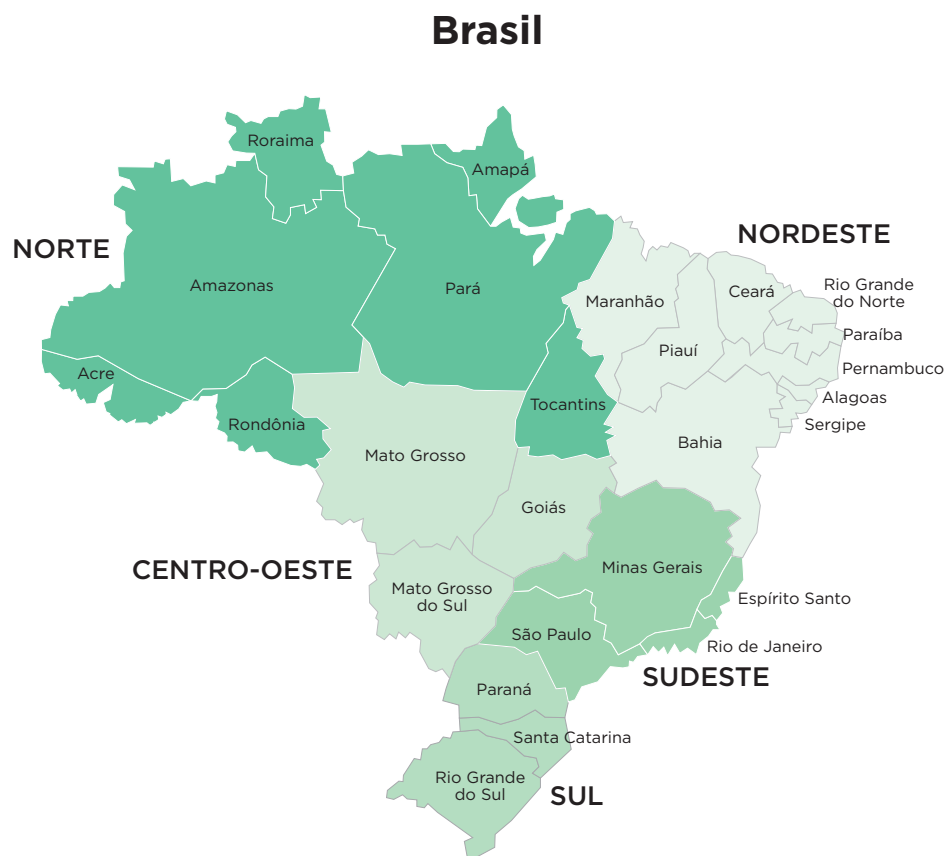 Brasil
Roraima
Amapá
NORTE
NORDESTE
Amazonas
Pará
Maranhão
Ceará
Rio Grande
do Norte
Paraíba
Piauí
Pernambuco
Acre
Alagoas
Tocantins
Rondônia
Sergipe
Bahia
Mato Grosso
Goiás
CENTRO-OESTE
Minas Gerais
Mato Grosso
do Sul
Espírito Santo
São Paulo
Rio de Janeiro
SUDESTE
Paraná
Santa Catarina
Rio Grande
do Sul
SUL